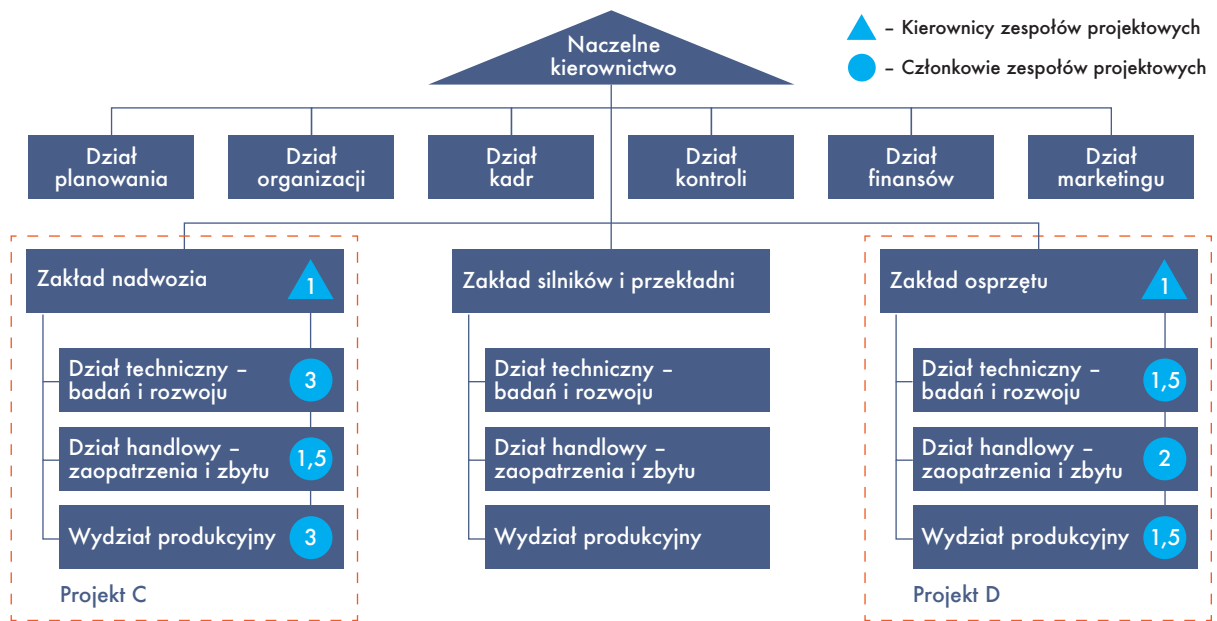 Naczelne
kierownictwo
– Kierownicy zespołów projektowych
– Członkowie zespołów projektowych
Dział
planowania
Dział
organizacji
Dział
kadr
Dział
kontroli
Dział
finansów
Dział
marketingu
Zakład nadwozia
1
Dział techniczny –
badań i rozwoju
3
Dział handlowy –
zaopatrzenia i zbytu
1,5
Wydział produkcyjny
3
Projekt C
Zakład silników i przekładni
Dział techniczny –
badań i rozwoju
Dział handlowy –
zaopatrzenia i zbytu
Wydział produkcyjny
Zakład osprzętu
1
Dział techniczny –
badań i rozwoju
1,5
Dział handlowy –
zaopatrzenia i zbytu
2
Wydział produkcyjny
1,5
Projekt D